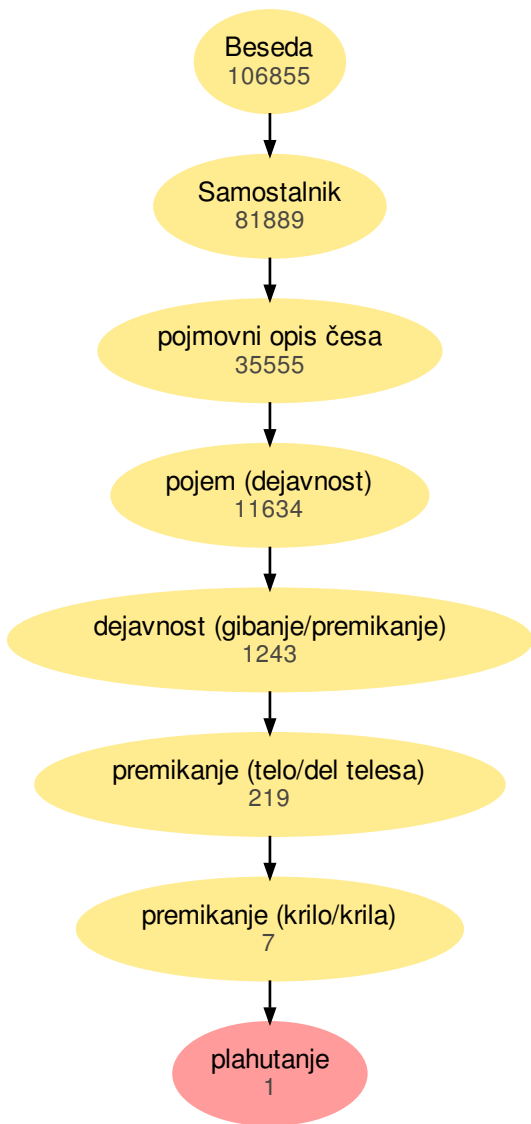 Beseda
106855
Samostalnik
81889
pojmovni opis česa
35555
pojem (dejavnost)
11634
dejavnost (gibanje/premikanje)
1243
premikanje (telo/del telesa)
219
premikanje (krilo/krila)
7
plahutanje
1